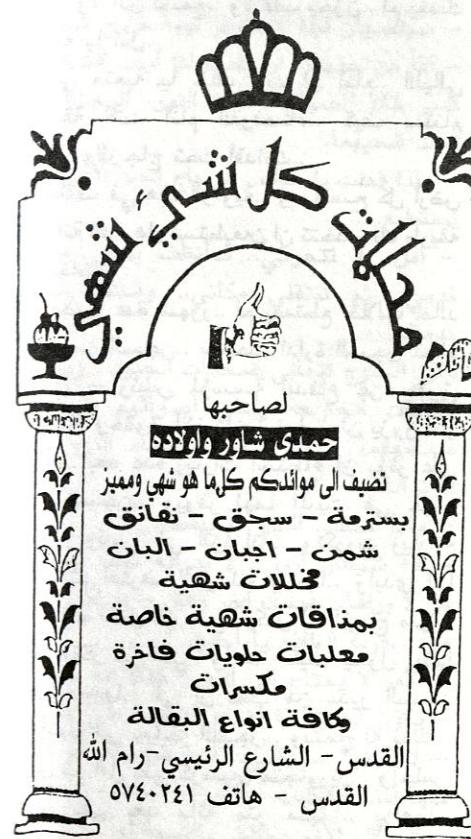 محلات كل شيء شهي
لصاحبها
حمدي شاور واولاده
تضيف الى موائدكم كل ما هو شهي ومميز
بسترمة - سجق - نقانق
شمن - اجبان - البان
مخللات شهية
بمذاقات شهية خاصة
معلبات حلويات فاخرة
مكسرات
وكافة انواع البقالة
القدس - الشارع الرئيسي - رام الله
القدس - هاتف ٥٧٤٠٢٤١